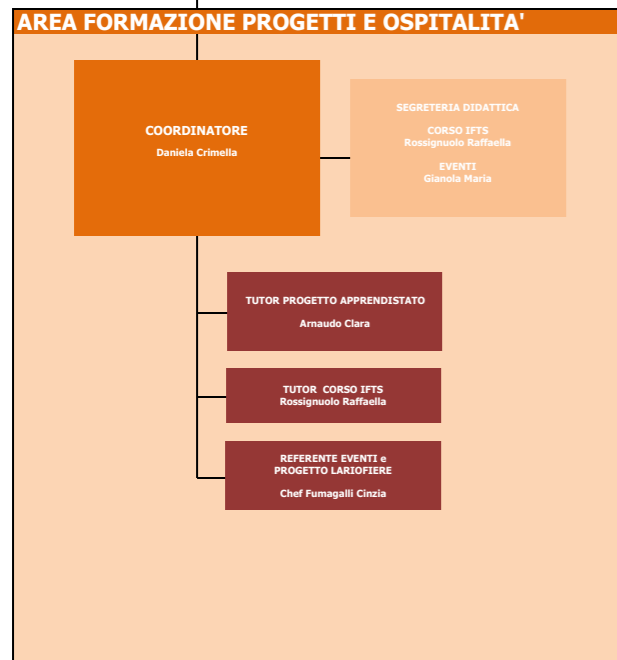 AREA FORMAZIONE PROGETTI E OSPITALITA'
COORDINATORE
Daniela Crimella
SEGRETERIA DIDATTICA
CORSO IFTS
Rossignuolo Raffaella
EVENTI
Gianola Maria
TUTOR PROGETTO APPRENDISTATO
Arnaudo Clara
TUTOR CORSO IFTS
Rossignuolo Raffaella
REFERENTE EVENTI e
PROGETTO LARIOFIERE
Chef Fumagalli Cinzia